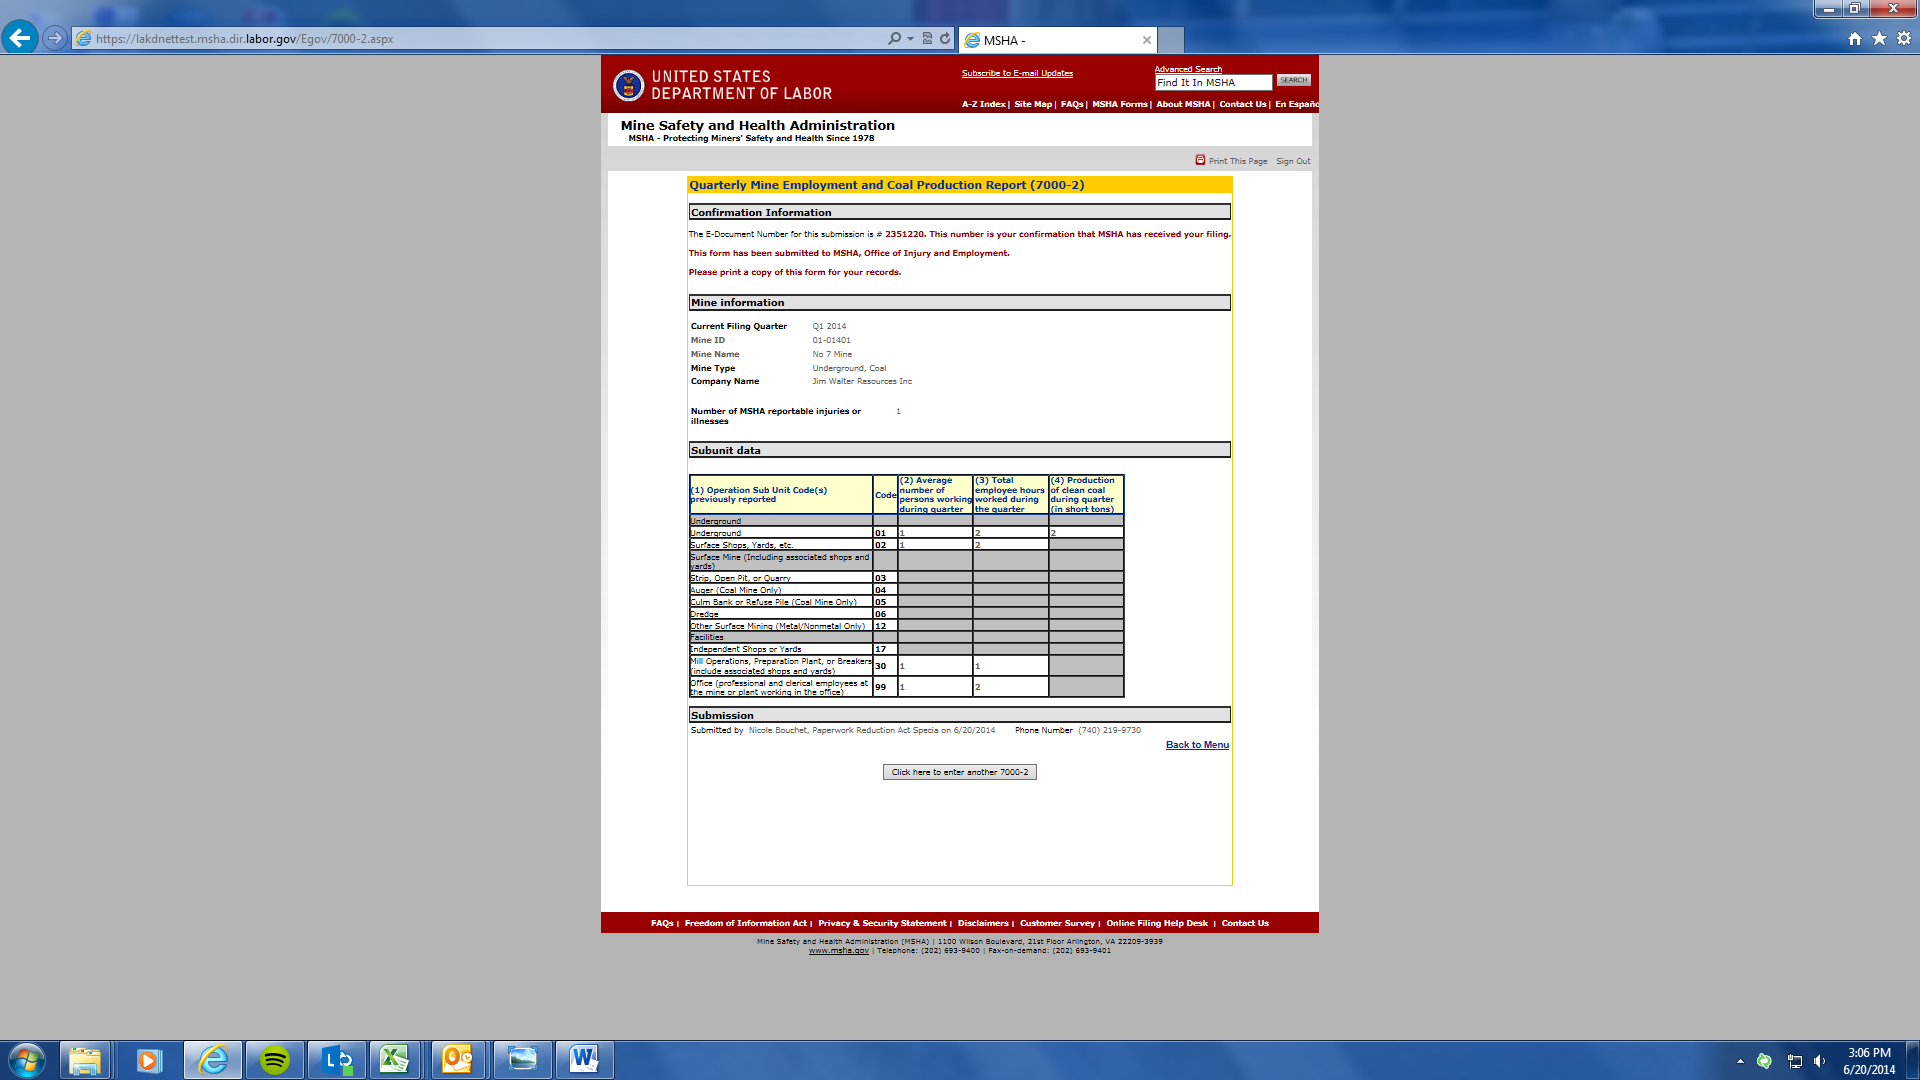 https://lakdnettest.msha.dir.labor.gov/Egov/7000-2.aspx
MSHA -
UNITED STATES
DEPARTMENT OF LABOR
Subscribe to E-mail Updates
Advanced Search
Find It In MSHA
SEARCH
A-Z Index | Site Map | FAQs | MSHA Forms | About MSHA | Contact Us | En Españo
Mine Safety and Health Administration
MSHA - Protecting Miners' Safety and Health Since 1978
Print This Page Sign Out
Quarterly Mine Employment and Coal Production Report (7000-2)
Confirmation Information
The E-Document Number for this submission is # 2351220. This number is your confirmation that MSHA has received your filing.
This form has been submitted to MSHA, Office of Injury and Employment.
Please print a copy of this form for your records.
Mine information
Current Filing Quarter Q1 2014
Mine ID 01-01401
Mine Name No 7 Mine
Mine Type Underground, Coal
Company Name Jim Walter Resources Inc
Number of MSHA reportable injuries or 1
illnesses
Subunit data
(1) Operation Sub Unit Code(s)
previously reported
Code
(2) Average
number of
persons working
during quarter
(3) Total
employee hours
worked during
the quarter
(4) Production
of clean coal
during quarter
(in short tons)
Underground
Underground 01 1 2 2
Surface Shops, Yards, etc. 02 1 2
Surface Mine (Including associated shops and
yards)
Strip, Open Pit, or Quarry 03
Auger (Coal Mine Only) 04
Culm Bank or Refuse Pile (Coal Mine Only) 05
Dredge 06
Other Surface Mining (Metal/Nonmetal Only) 12
Facilities
Independent Shops or Yards 17
Mill Operations, Preparation Plant, or Breakers
(include associated shops and yards) 30 1 1
Office (professional and clerical employees at
the mine or plant working in the office) 99 1 2
Submission
Submitted by Nicole Bouchet, Paperwork Reduction Act Specia on 6/20/2014 Phone Number (740) 219-9730
Back to Menu
Click here to enter another 7000-2
FAQs | Freedom of Information Act | Privacy & Security Statement | Disclaimers | Customer Survey | Online Filing Help Desk | Contact Us
Mine Safety and Health Administration (MSHA) | 1100 Wilson Boulevard, 21st Floor Arlington, VA 22209-3939
www.msha.gov | Telephone: (202) 693-9400 | Fax-on-demand: (202) 693-9401
3:06 PM
6/20/2014